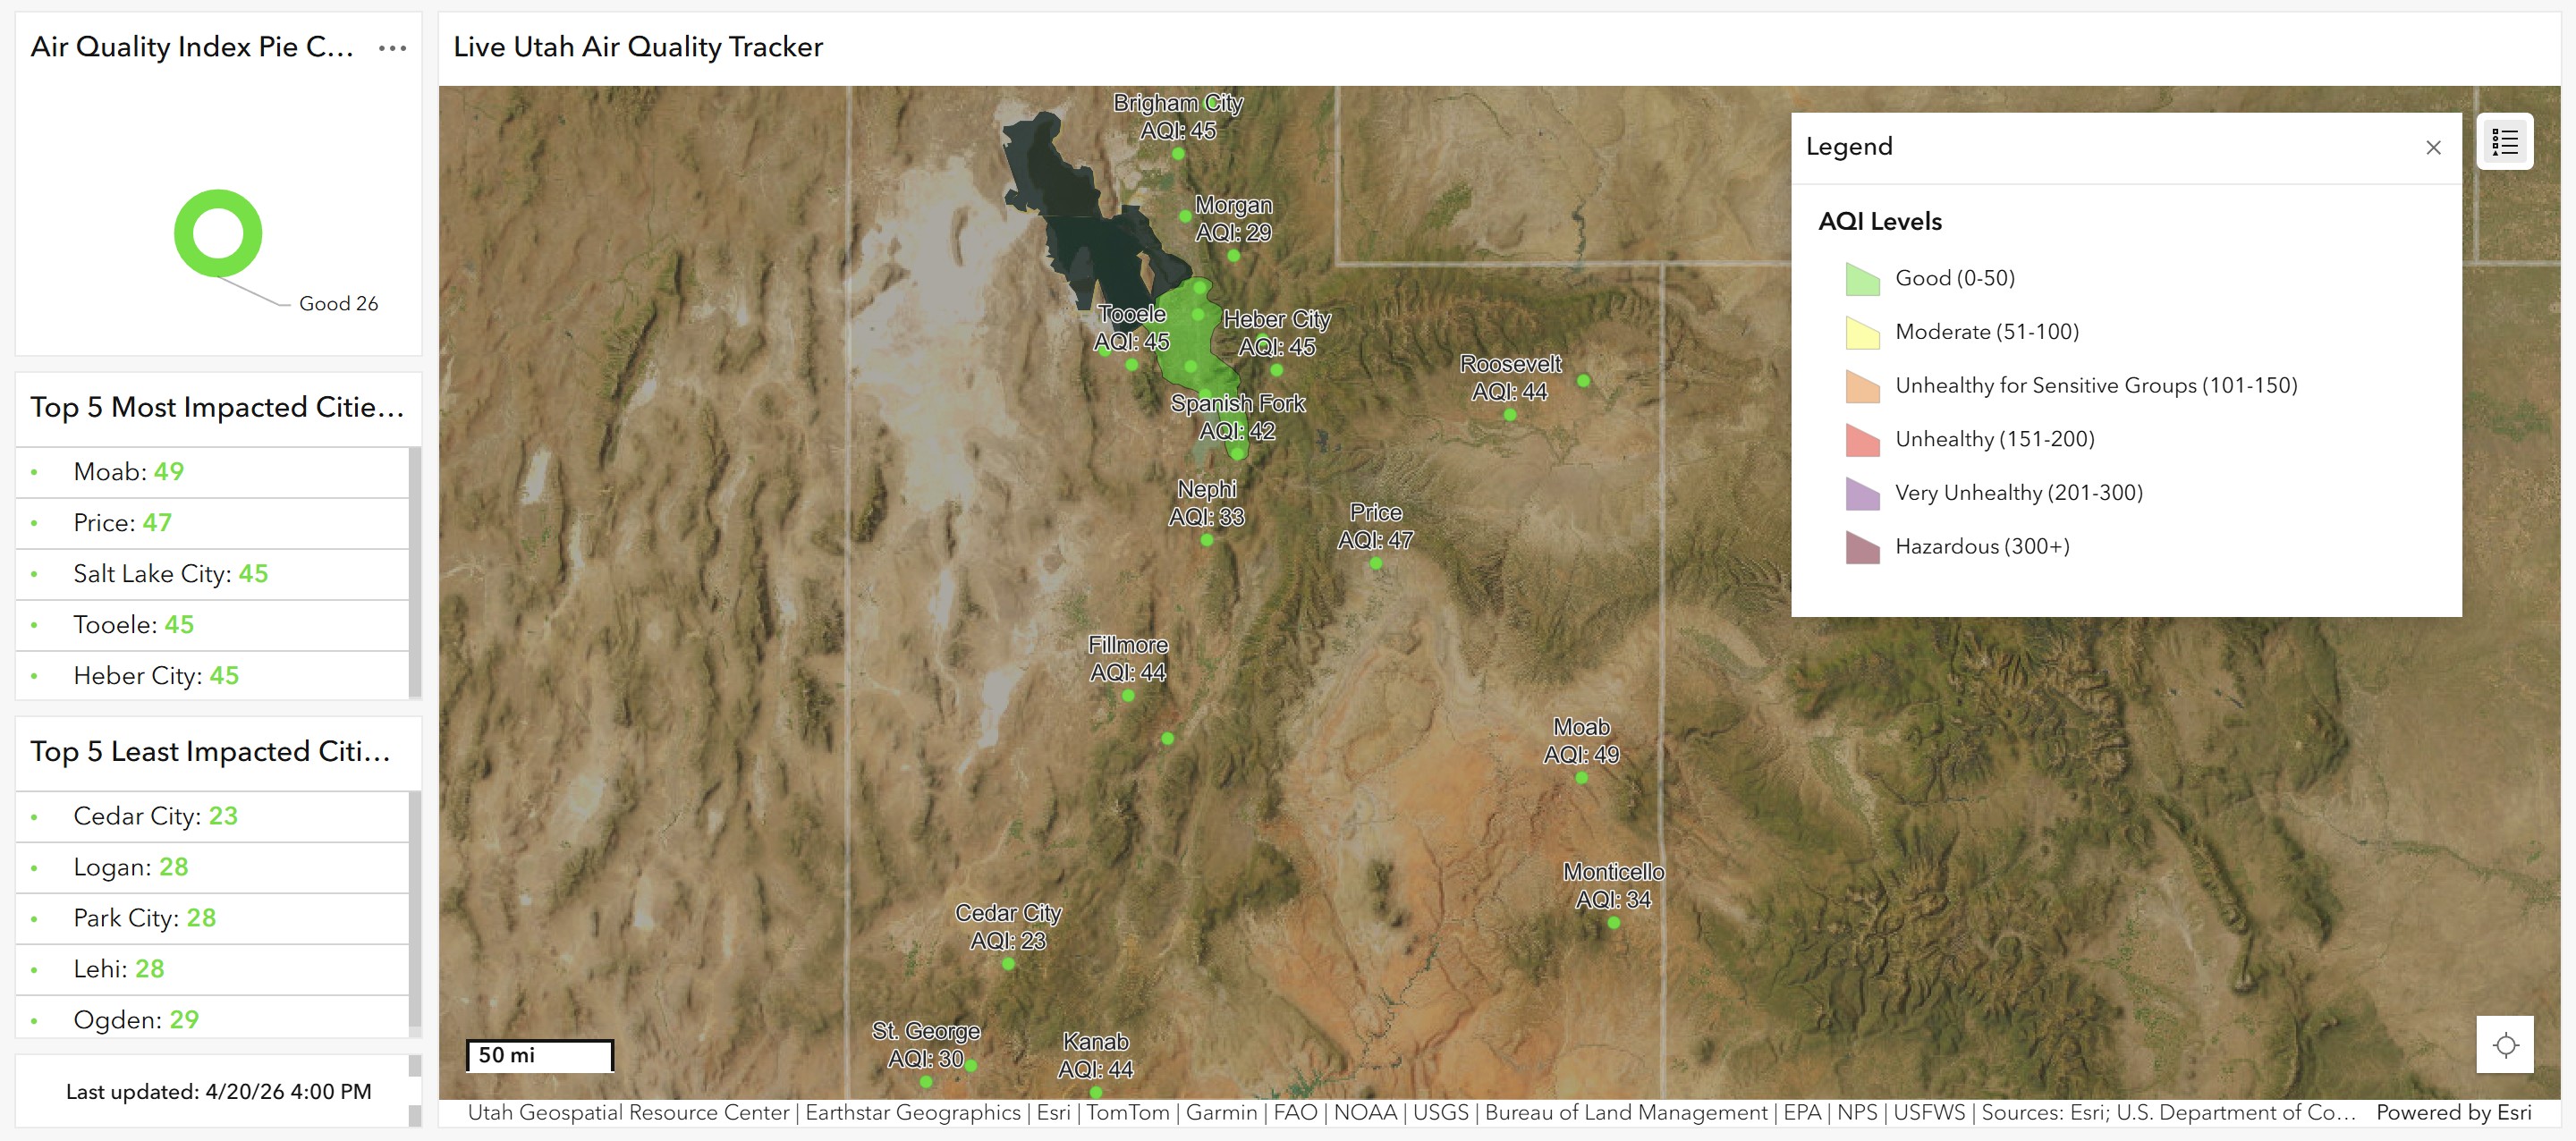 Air Quality Index Pie C...
Good 26
Top 5 Most Impacted Citie...
Moab: 49
Price: 47
Salt Lake City: 45
Tooele: 45
Heber City: 45
Top 5 Least Impacted Citi...
Cedar City: 23
Logan: 28
Park City: 28
Lehi: 28
Ogden: 29
Last updated: 4/20/26 4:00 PM
Live Utah Air Quality Tracker
Brigham City
AQI: 45
Morgan
AQI: 29
Tooele
AQI: 45
Heber City
AQI: 45
Roosevelt
AQI: 44
Spanish Fork
AQI: 42
Nephi
AQI: 33
Price
AQI: 47
Fillmore
AQI: 44
Moab
AQI: 49
Monticello
AQI: 34
Cedar City
AQI: 23
St. George
AQI: 30
Kanab
AQI: 44
Legend
AQI Levels
Good (0-50)
Moderate (51-100)
Unhealthy for Sensitive Groups (101-150)
Unhealthy (151-200)
Very Unhealthy (201-300)
Hazardous (300+)
50 mi
Utah Geospatial Resource Center | Earthstar Geographics | Esri | TomTom | Garmin | FAO | NOAA | USGS | Bureau of Land Management | EPA | NPS | USFWS | Sources: Esri; U.S. Department of Co... Powered by Esri